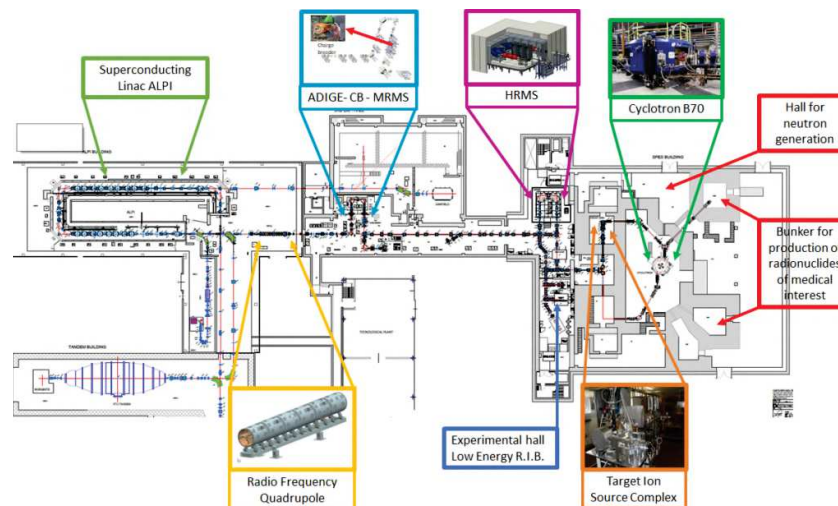 Charge
breeder
Superconducting
Linac ALPI
ADIGE- CB - MRMS
HRMS
Cyclotron B70
Hall for
neutron
generation
ALPI BUILDING
SPES BUILDING
Bunker for
production of
radionuclides
of medical
interest
TANDEM BUILDING
Radio Frequency
Quadrupole
Experimental hall
Low Energy R.I.B.
Target Ion
Source Complex